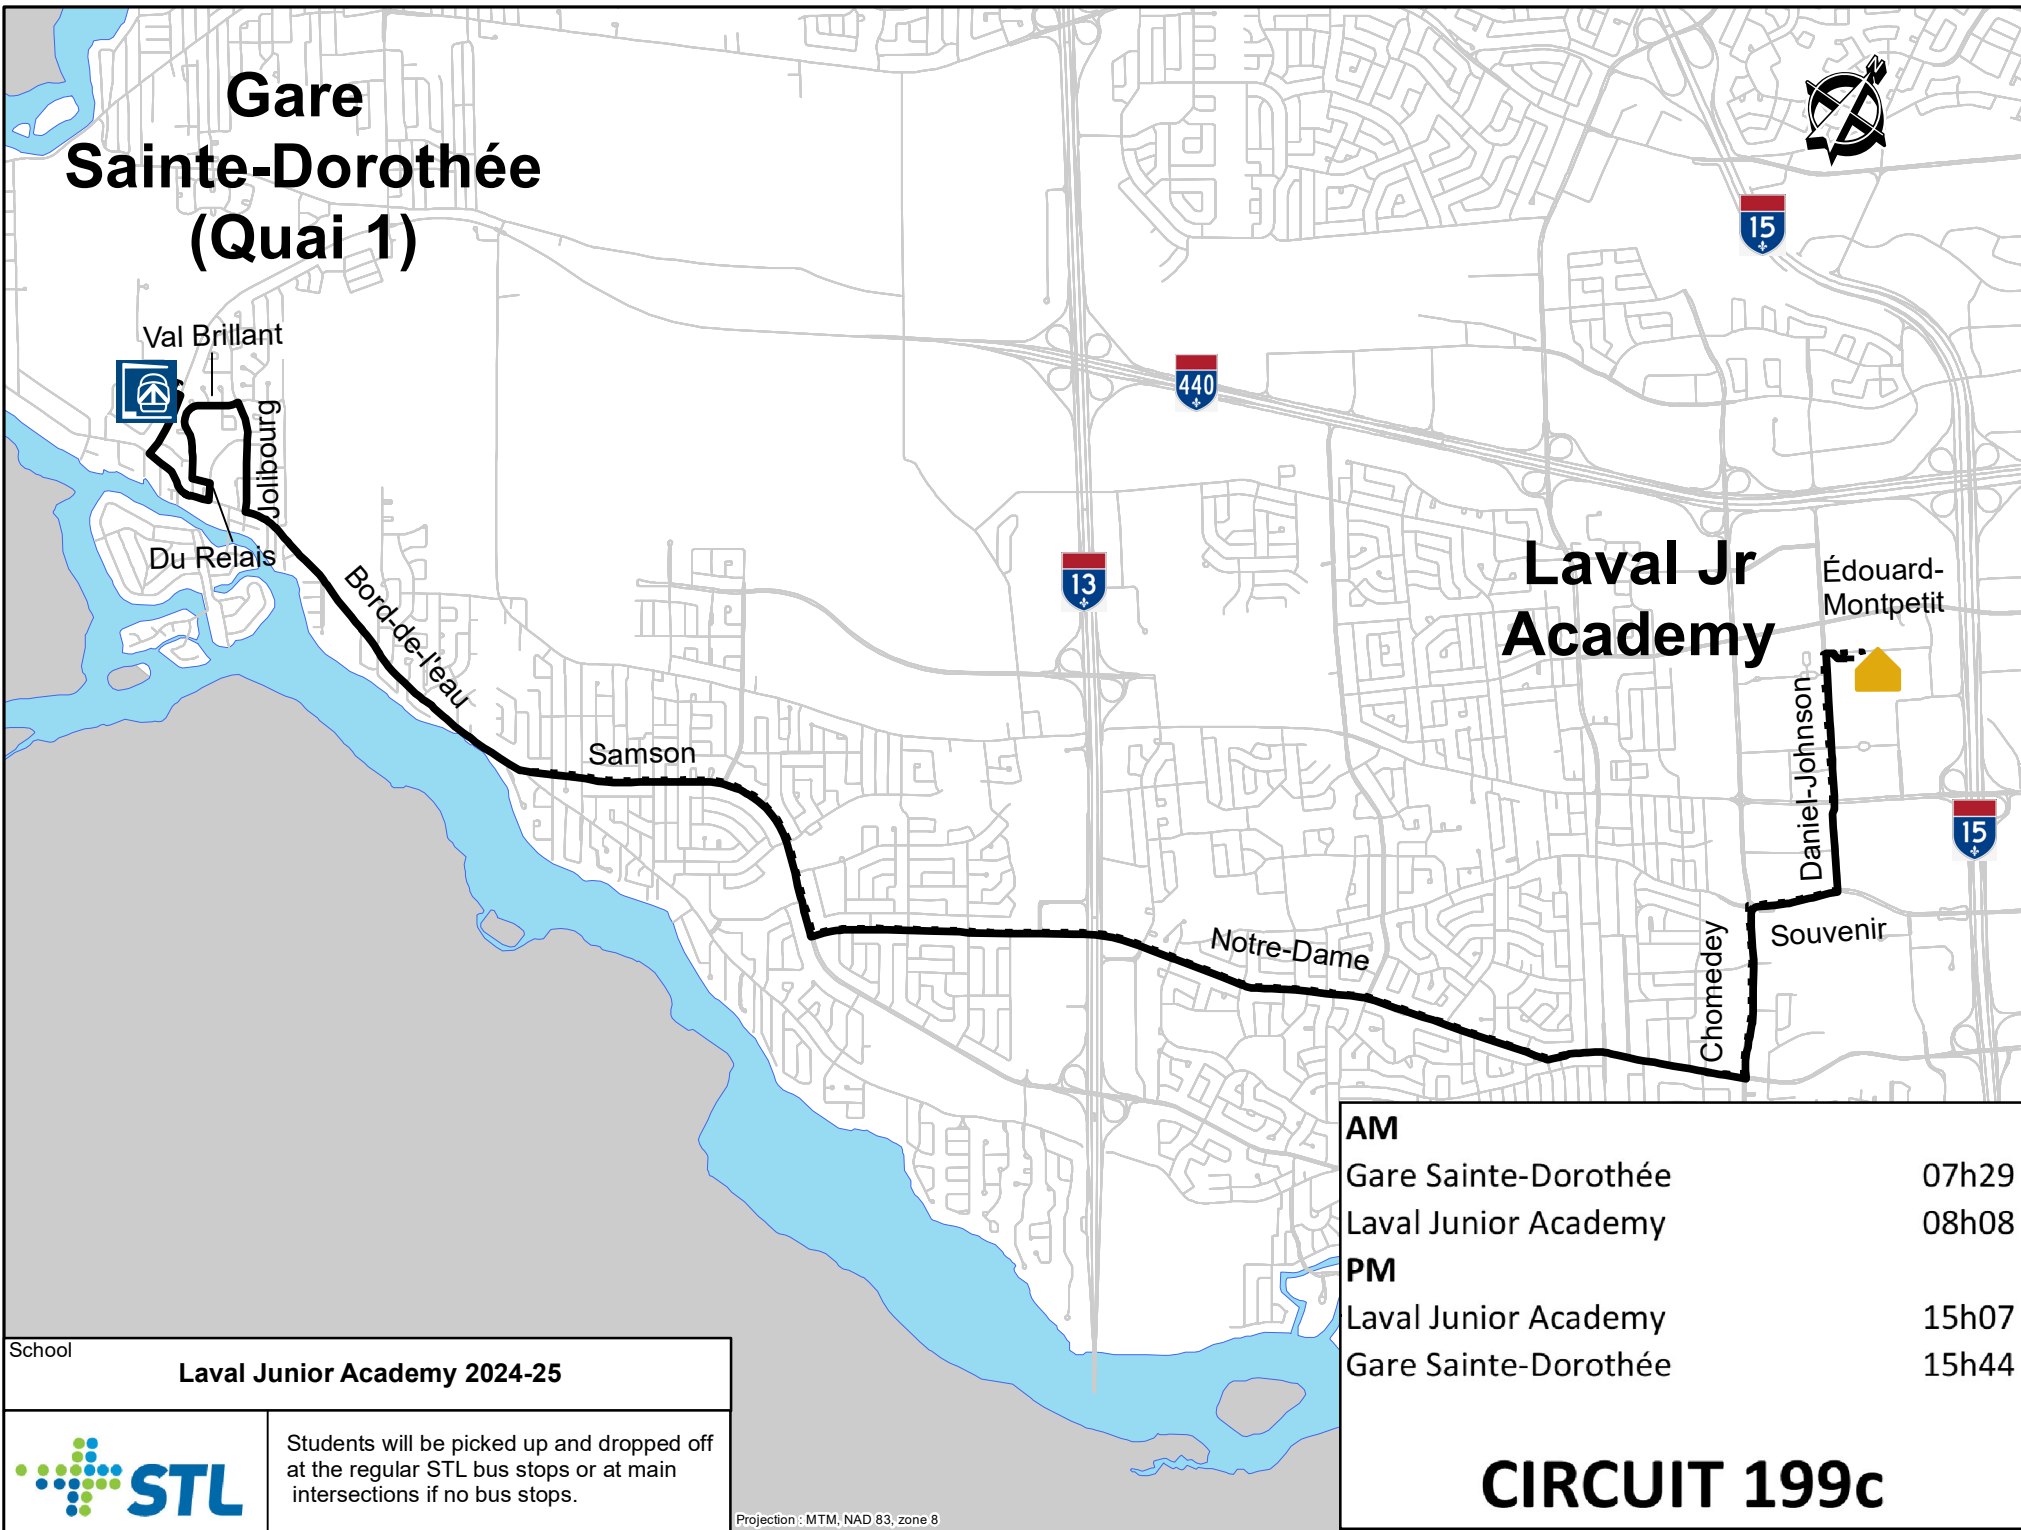 Gare
Sainte-Dorothée
(Quai 1)
N
15
Val Brillant
440
Jolibourg
Du Relais
Bord-de-l'eau
13
Laval Jr
Academy
Édouard-
Montpetit
Daniel-Johnson
Samson
15
Notre-Dame
Chomedey
Souvenir
AM
Gare Sainte-Dorothée 07h29
Laval Junior Academy 08h08
PM
Laval Junior Academy 15h07
Gare Sainte-Dorothée 15h44
CIRCUIT 199c
School
Laval Junior Academy 2024-25
STL
Students will be picked up and dropped off
at the regular STL bus stops or at main
intersections if no bus stops.
Projection : MTM, NAD 83, zone 8